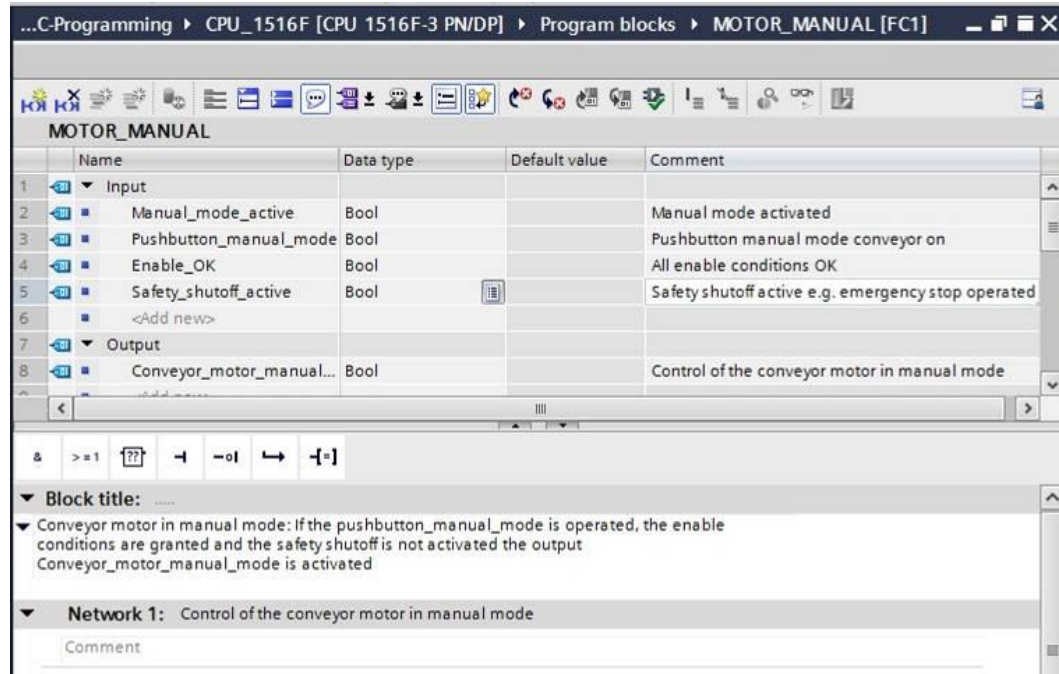 ...C-Programming ▸ CPU_1516F [CPU 1516F-3 PN/DP] ▸ Program blocks ▸ MOTOR_MANUAL [FC1]
MOTOR_MANUAL
Name Data type Default value Comment
1 Input
2 Manual_mode_active Bool Manual mode activated
3 Pushbutton_manual_mode Bool Pushbutton manual mode conveyor on
4 Enable_OK Bool All enable conditions OK
5 Safety_shutoff_active Bool Safety shutoff active e.g. emergency stop operated
6 <Add new>
7 Output
8 Conveyor_motor_manual... Bool Control of the conveyor motor in manual mode
& >=1 ??
Block title: .....
Conveyor motor in manual mode: If the pushbutton_manual_mode is operated, the enable
conditions are granted and the safety shutoff is not activated the output
Conveyor_motor_manual_mode is activated
Network 1: Control of the conveyor motor in manual mode
Comment